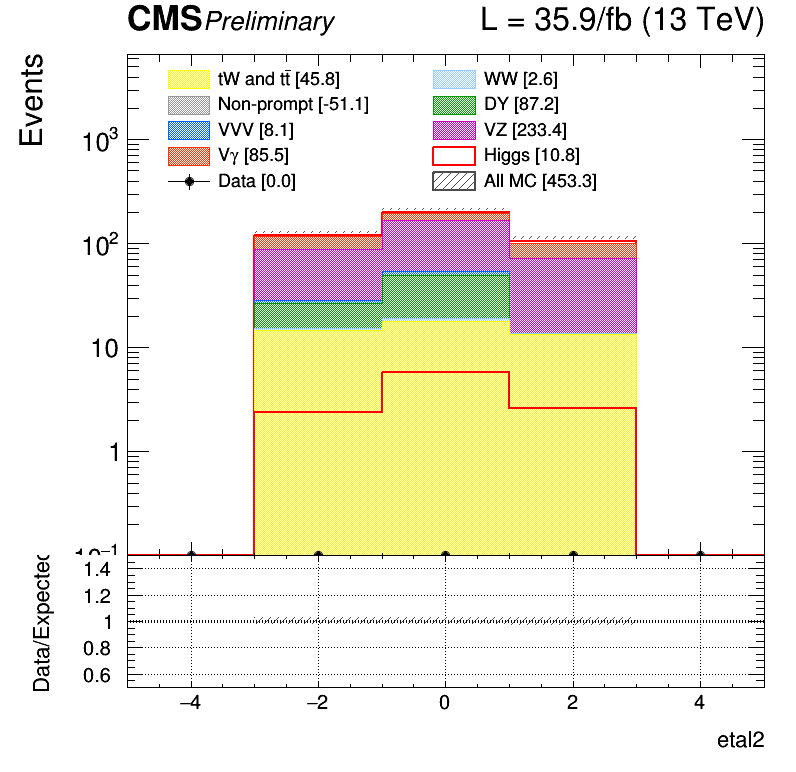 CMS Preliminary L = 35.9/fb (13 TeV)
Events
tW and tt̄ [45.8] WW [2.6]
Non-prompt [-51.1] DY [87.2]
VVV [8.1] VZ [233.4]
Vγ [85.5] Higgs [10.8]
Data [0.0] All MC [453.3]
10³
10²
10
1
10⁻¹
Data/Expected
1.4
1.2
1
0.8
0.6
−4 −2 0 2 4
etal2